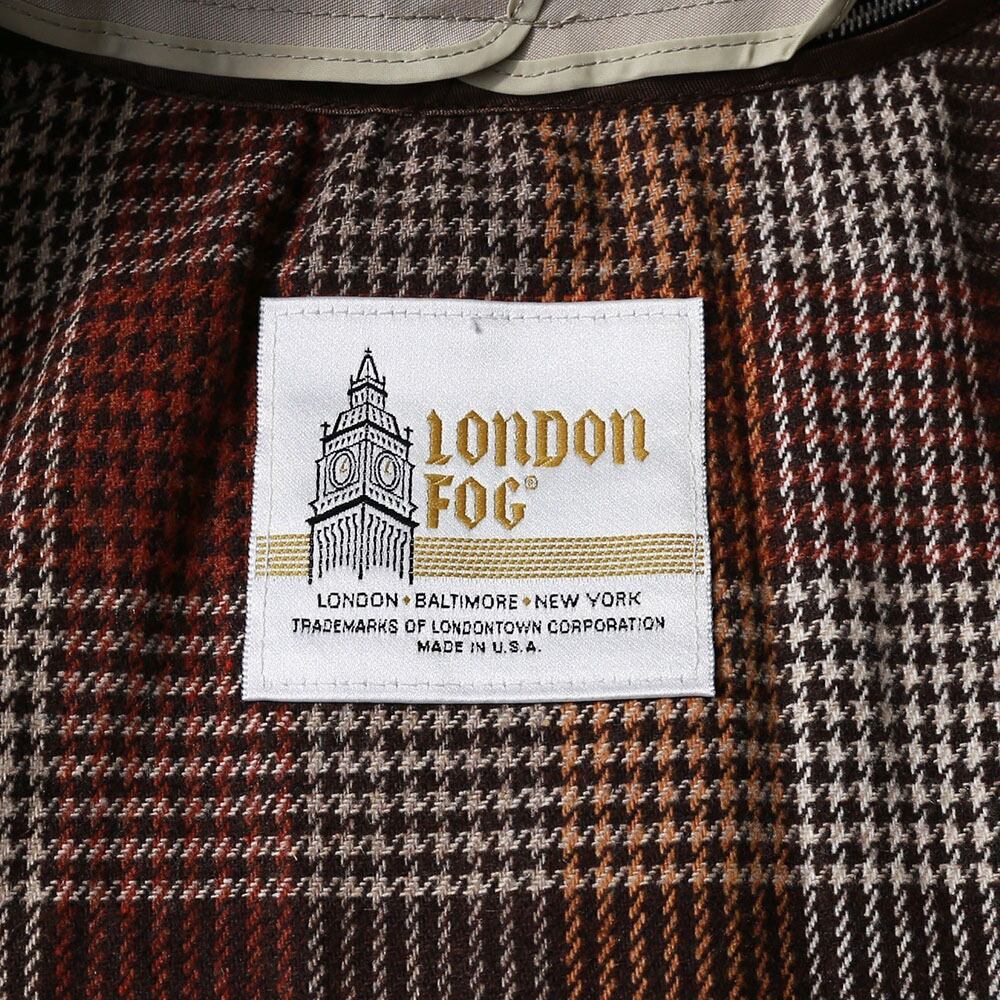 LONDON
FOG®
LONDON • BALTIMORE • NEW YORK
TRADEMARKS OF LONDONTOWN CORPORATION
MADE IN U.S.A.